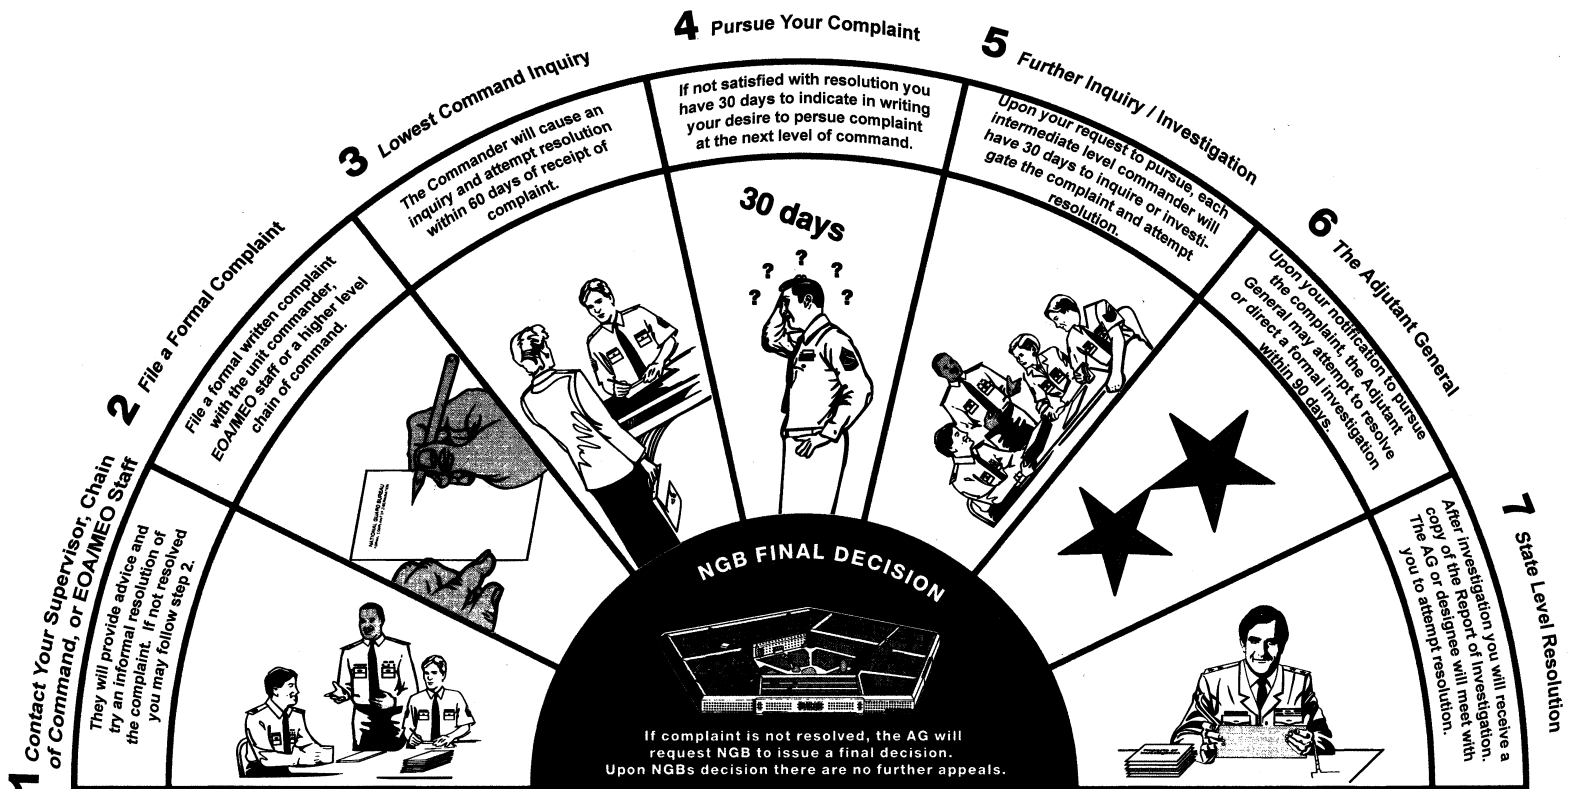 1 Contact Your Supervisor, Chain
of Command, or EOA/MEO Staff
They will provide advice and
try an informal resolution of
the complaint. If not resolved
you may follow step 2.
2 File a Formal Complaint
File a formal written complaint
with the unit commander,
EOA/MEO staff or a higher level
chain of command.
NATIONAL GUARD BUREAU
3 Lowest Command Inquiry
The Commander will cause an
inquiry and attempt resolution
within 60 days of receipt of
complaint.
4 Pursue Your Complaint
If not satisfied with resolution you
have 30 days to indicate in writing
your desire to persue complaint
at the next level of command.
30 days
? ? ? ? ?
5 Further Inquiry / Investigation
Upon your request to pursue, each
intermediate level commander will
have 30 days to inquire or investi-
gate the complaint and attempt
resolution.
6 The Adjutant General
Upon your notification to pursue
the complaint, the Adjutant
General may attempt to resolve
or direct a formal investigation
within 90 days.
7 State Level Resolution
After investigation you will receive a
copy of the Report of Investigation.
The AG or designee will meet with
you to attempt resolution.
NGB FINAL DECISION
If complaint is not resolved, the AG will
request NGB to issue a final decision.
Upon NGBs decision there are no further appeals.